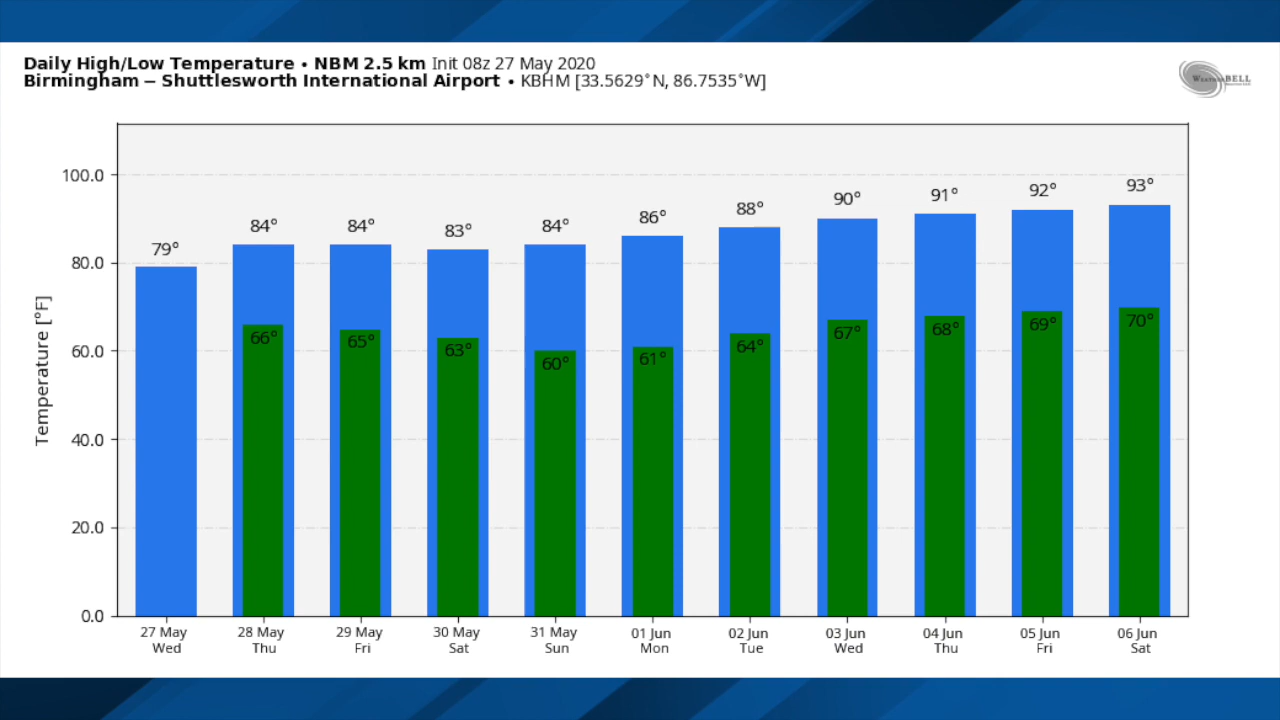 Daily High/Low Temperature • NBM 2.5 km Init 08z 27 May 2020
Birmingham – Shuttlesworth International Airport • KBHM [33.5629°N, 86.7535°W]
WeatherBELL
Temperature [°F]
100.0
80.0
60.0
40.0
20.0
0.0
79° 84° 84° 83° 84° 86° 88° 90° 91° 92° 93°
66° 65° 63° 60° 61° 64° 67° 68° 69° 70°
27 May 28 May 29 May 30 May 31 May 01 Jun 02 Jun 03 Jun 04 Jun 05 Jun 06 Jun
Wed Thu Fri Sat Sun Mon Tue Wed Thu Fri Sat